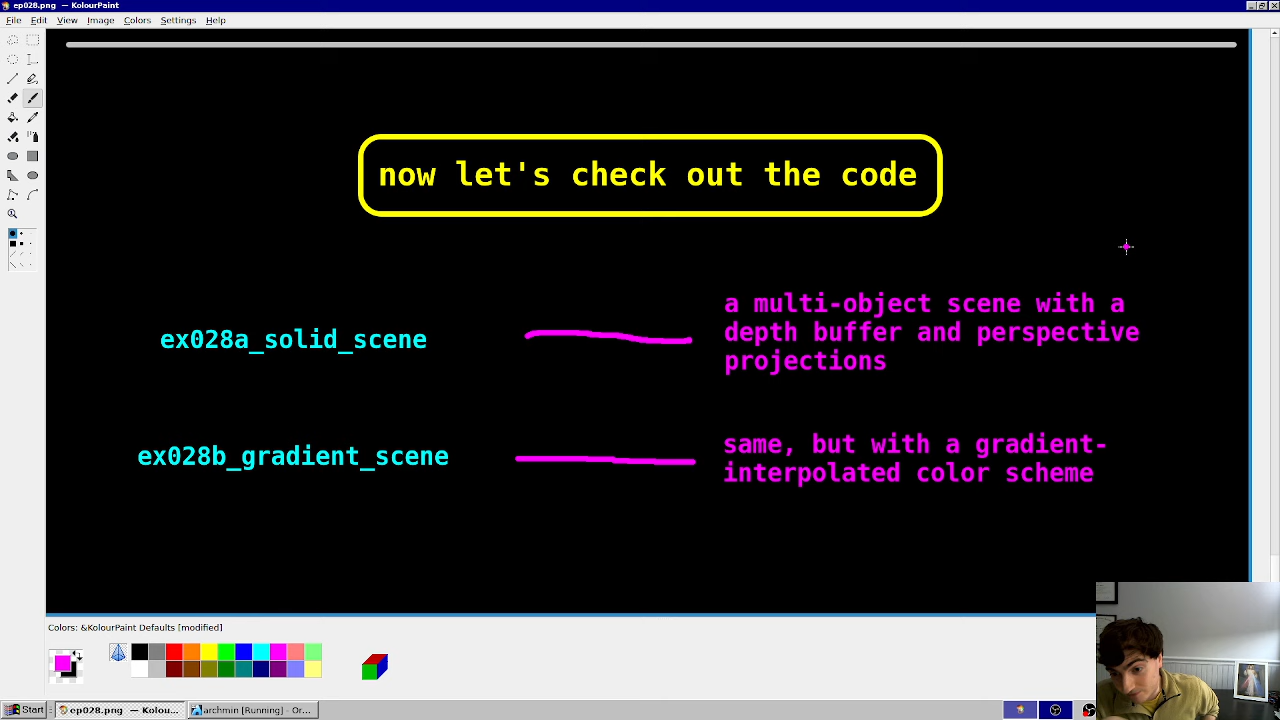 ep028.png — KolourPaint
File Edit View Image Colors Settings Help
now let's check out the code
ex028a_solid_scene
a multi-object scene with a
depth buffer and perspective
projections
ex028b_gradient_scene
same, but with a gradient-
interpolated color scheme
Colors: &KolourPaint Defaults [modified]
Start
ep028.png — Kolou...
archmin [Running] - Or...